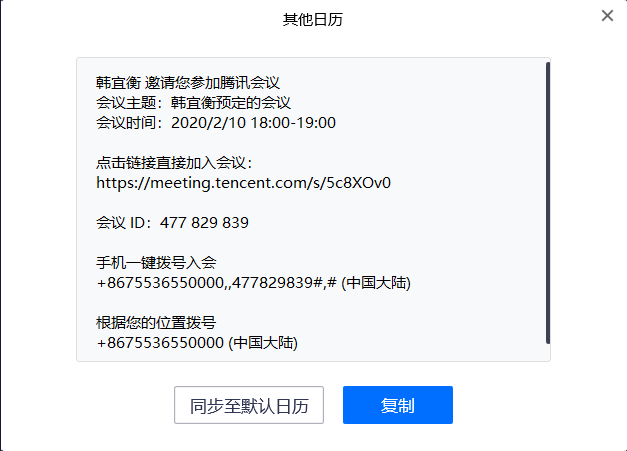 其他日历
韩宜衡 邀请您参加腾讯会议
会议主题：韩宜衡预定的会议
会议时间：2020/2/10 18:00-19:00
点击链接直接加入会议：
https://meeting.tencent.com/s/5c8XOv0
会议 ID：477 829 839
手机一键拨号入会
+8675536550000,,477829839#,# (中国大陆)
根据您的位置拨号
+8675536550000 (中国大陆)
同步至默认日历
复制